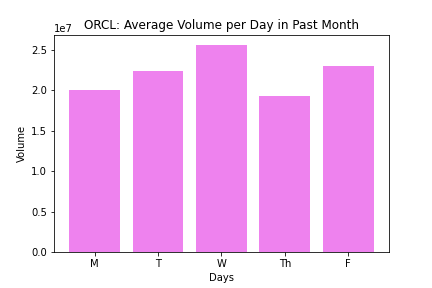 ORCL: Average Volume per Day in Past Month
1e7
2.5
2.0
1.5
1.0
0.5
0.0
Volume
M T W Th F
Days